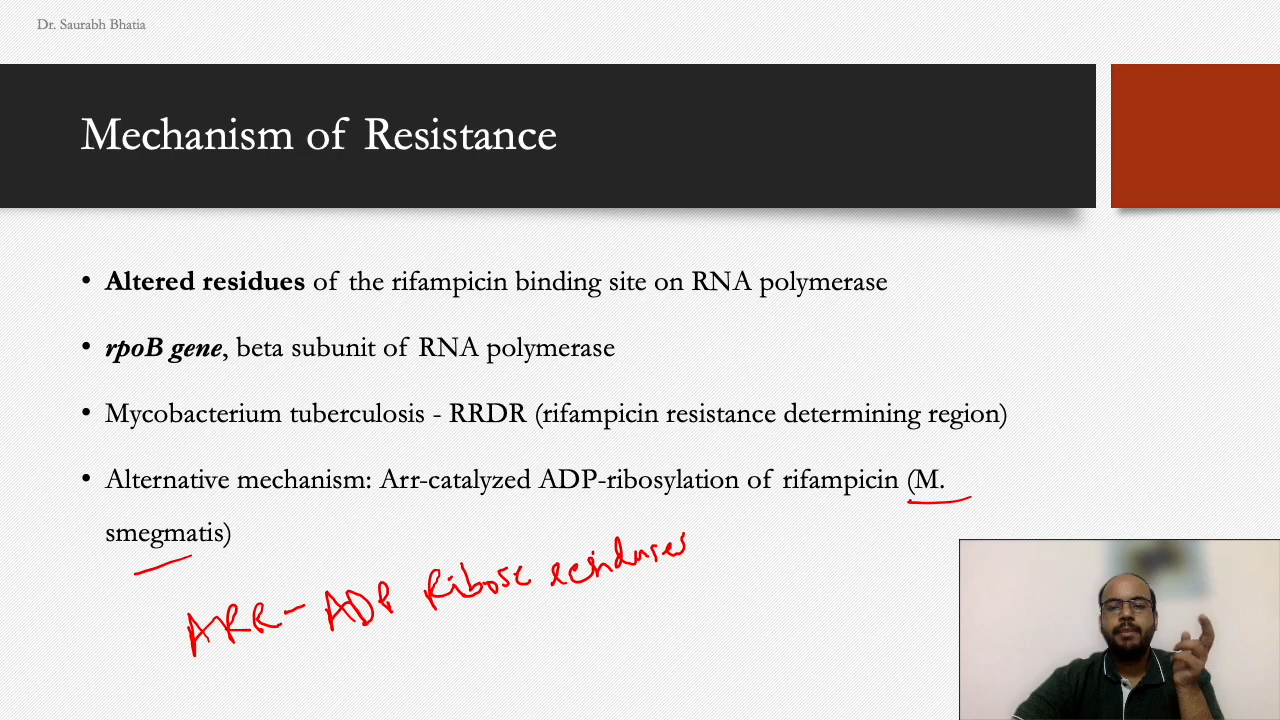 Dr. Saurabh Bhatia
Mechanism of Resistance
• Altered residues of the rifampicin binding site on RNA polymerase
• rpoB gene, beta subunit of RNA polymerase
• Mycobacterium tuberculosis - RRDR (rifampicin resistance determining region)
• Alternative mechanism: Arr-catalyzed ADP-ribosylation of rifampicin (M.
smegmatis)
ARR- ADP Ribose